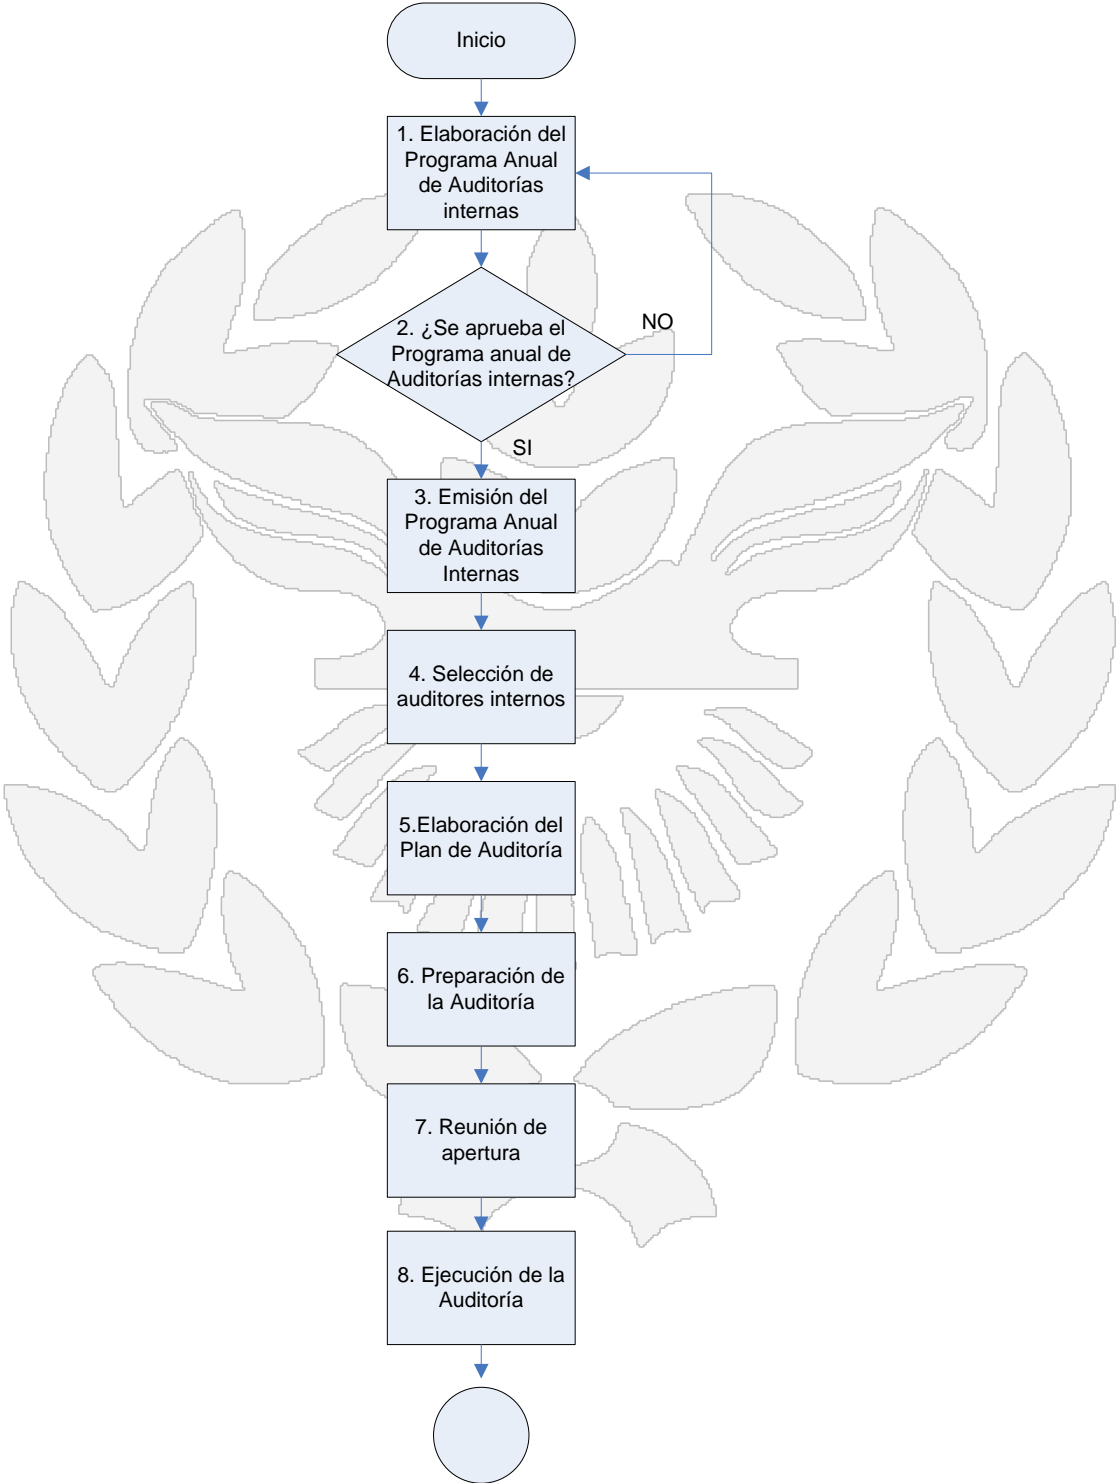 Inicio
1. Elaboración del
Programa Anual
de Auditorías
internas
2. ¿Se aprueba el
Programa anual de
Auditorías internas?
NO
SI
3. Emisión del
Programa Anual
de Auditorías
Internas
4. Selección de
auditores internos
5.Elaboración del
Plan de Auditoría
6. Preparación de
la Auditoría
7. Reunión de
apertura
8. Ejecución de la
Auditoría